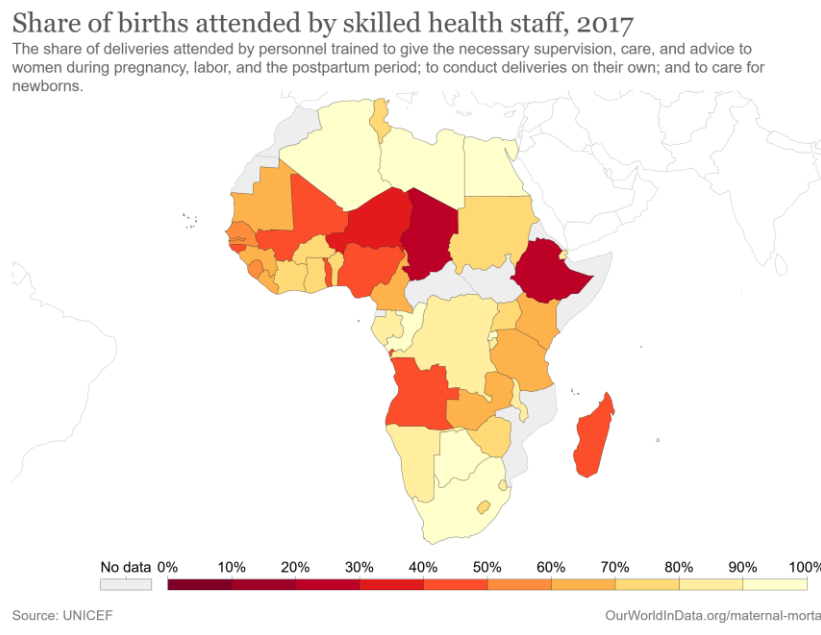 Share of births attended by skilled health staff, 2017
The share of deliveries attended by personnel trained to give the necessary supervision, care, and advice to
women during pregnancy, labor, and the postpartum period; to conduct deliveries on their own; and to care for
newborns.
No data 0% 10% 20% 30% 40% 50% 60% 70% 80% 90% 100%
Source: UNICEF OurWorldInData.org/maternal-morta